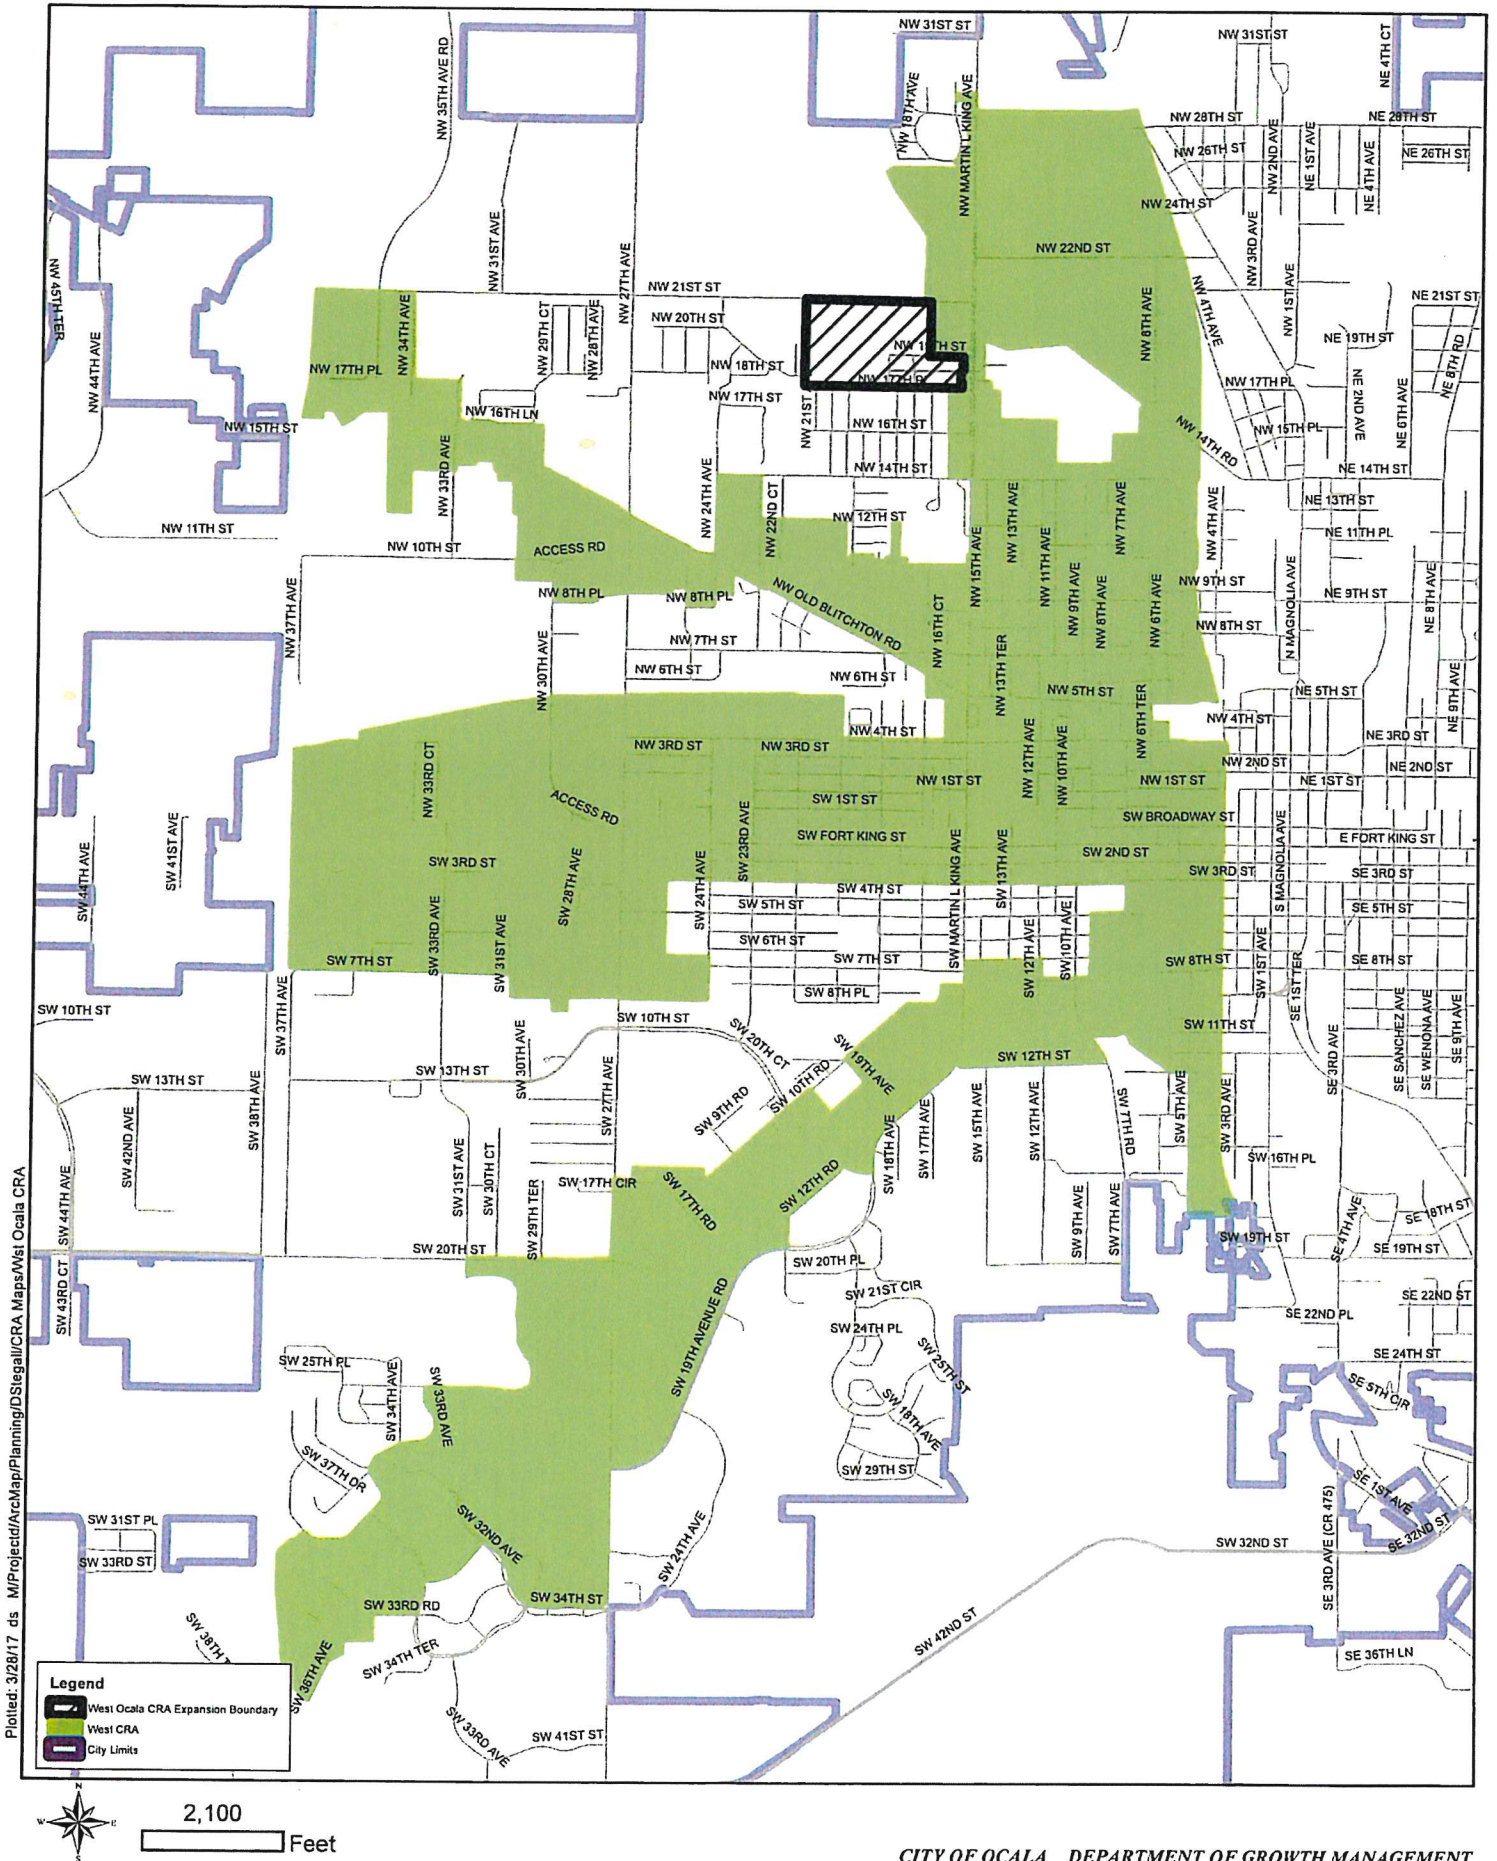 NW 31ST ST
NW 31ST ST
NE 4TH CT
NW 35TH AVE RD
NW 18TH AVE
NW MARTIN L KING AVE
NW 28TH ST
NE 28TH ST
NW 26TH ST
NW 2ND AVE
NE 1ST AVE
NE 4TH AVE
NE 26TH ST
NW 24TH ST
NW 31ST AVE
NW 27TH AVE
NW 22ND ST
NW 3RD AVE
NW 45TH TER
NW 44TH AVE
NW 21ST ST
NW 4TH AVE
NW 1ST AVE
NE 21ST ST
NW 34TH AVE
NW 29TH CT
NW 28TH AVE
NW 20TH ST
NW 8TH AVE
NE 19TH ST
NE 8TH RD
NW 17TH PL
NW 18TH ST
NW 17TH PL
NE 2ND AVE
NE 6TH AVE
NW 16TH LN
NW 17TH ST
NW 21ST
NW 16TH ST
NW 15TH ST
NW 14TH RD
NW 15TH PL
NW 33RD AVE
NW 14TH ST
NE 14TH ST
NW 24TH AVE
NW 22ND CT
NW 13TH AVE
NW 7TH AVE
NW 4TH AVE
NE 13TH ST
NW 11TH ST
NW 12TH ST
NE 11TH PL
NW 10TH ST
ACCESS RD
NW 15TH AVE
NW 11TH AVE
N MAGNOLIA AVE
NW 37TH AVE
NW 8TH PL
NW 8TH PL
NW OLD BLITCHTON RD
NW 16TH CT
NW 9TH AVE
NW 8TH AVE
NW 6TH AVE
NW 9TH ST
NE 9TH ST
NE 8TH AVE
NW 8TH ST
NW 30TH AVE
NW 7TH ST
NW 6TH ST
NW 6TH ST
NW 13TH TER
NW 5TH ST
NW 6TH TER
NE 5TH ST
NE 9TH AVE
NW 4TH ST
NW 4TH ST
NW 33RD CT
NW 3RD ST
NW 3RD ST
NW 12TH AVE
NW 10TH AVE
NE 3RD ST
NW 2ND ST
NE 2ND ST
NW 1ST ST
NW 1ST ST
NE 1ST ST
ACCESS RD
SW 1ST ST
SW BROADWAY ST
SW 44TH AVE
SW 41ST AVE
SW 23RD AVE
SW FORT KING ST
E FORT KING ST
SW 3RD ST
SW 28TH AVE
SW 24TH AVE
SW MARTIN L KING AVE
SW 13TH AVE
SW 2ND ST
SW 3RD ST
S MAGNOLIA AVE
SE 3RD ST
SW 4TH ST
SW 5TH ST
SE 5TH ST
SW 33RD AVE
SW 31ST AVE
SW 6TH ST
SW 12TH AVE
SW 10TH AVE
SW 7TH ST
SW 7TH ST
SW 8TH ST
SW 1ST AVE
SE 1ST TER
SE 8TH ST
SW 8TH PL
SW 10TH ST
SW 37TH AVE
SW 10TH ST
SW 20TH CT
SW 19TH AVE
SW 11TH ST
SE 3RD AVE
SE SANCHEZ AVE
SE WENONA AVE
SE 9TH AVE
SW 12TH ST
SW 13TH ST
SW 13TH ST
SW 30TH AVE
SW 10TH RD
SW 38TH AVE
SW 42ND AVE
SW 27TH AVE
SW 9TH RD
SW 17TH AVE
SW 15TH AVE
SW 12TH AVE
SW 7TH RD
SW 5TH AVE
SW 3RD AVE
SW 18TH AVE
SW 16TH PL
SW 31ST AVE
SW 30TH CT
SW 29TH TER
SW 17TH CIR
SW 17TH RD
SW 12TH RD
SW 44TH AVE
SW 9TH AVE
SW 7TH AVE
SE 4TH AVE
SE 18TH ST
SW 19TH ST
SE 19TH ST
SW 20TH ST
SW 20TH PL
SW 43RD CT
SW 19TH AVENUE RD
SW 21ST CIR
SE 22ND PL
SE 22ND ST
SW 24TH PL
SW 25TH ST
SE 24TH ST
SW 25TH PL
SW 34TH AVE
SW 33RD AVE
SW 18TH AVE
SE 5TH CIR
SW 37TH DR
SW 29TH ST
SE 1ST AVE
SW 31ST PL
SW 33RD ST
SW 32ND AVE
SW 24TH AVE
SW 32ND ST
SE 3RD AVE (CR 475)
SE 32ND ST
SW 34TH ST
SW 33RD RD
SW 38TH T
SW 34TH TER
SW 42ND ST
SE 36TH LN
SW 36TH AVE
SW 33RD AVE
SW 41ST ST
Plotted: 3/28/17 ds M/Projectd/ArcMap/Planning/DStegall/CRA Maps/Wst Ocala CRA
Legend
West Ocala CRA Expansion Boundary
West CRA
City Limits
N
W E
S
2,100
Feet
CITY OF OCALA DEPARTMENT OF GROWTH MANAGEMENT